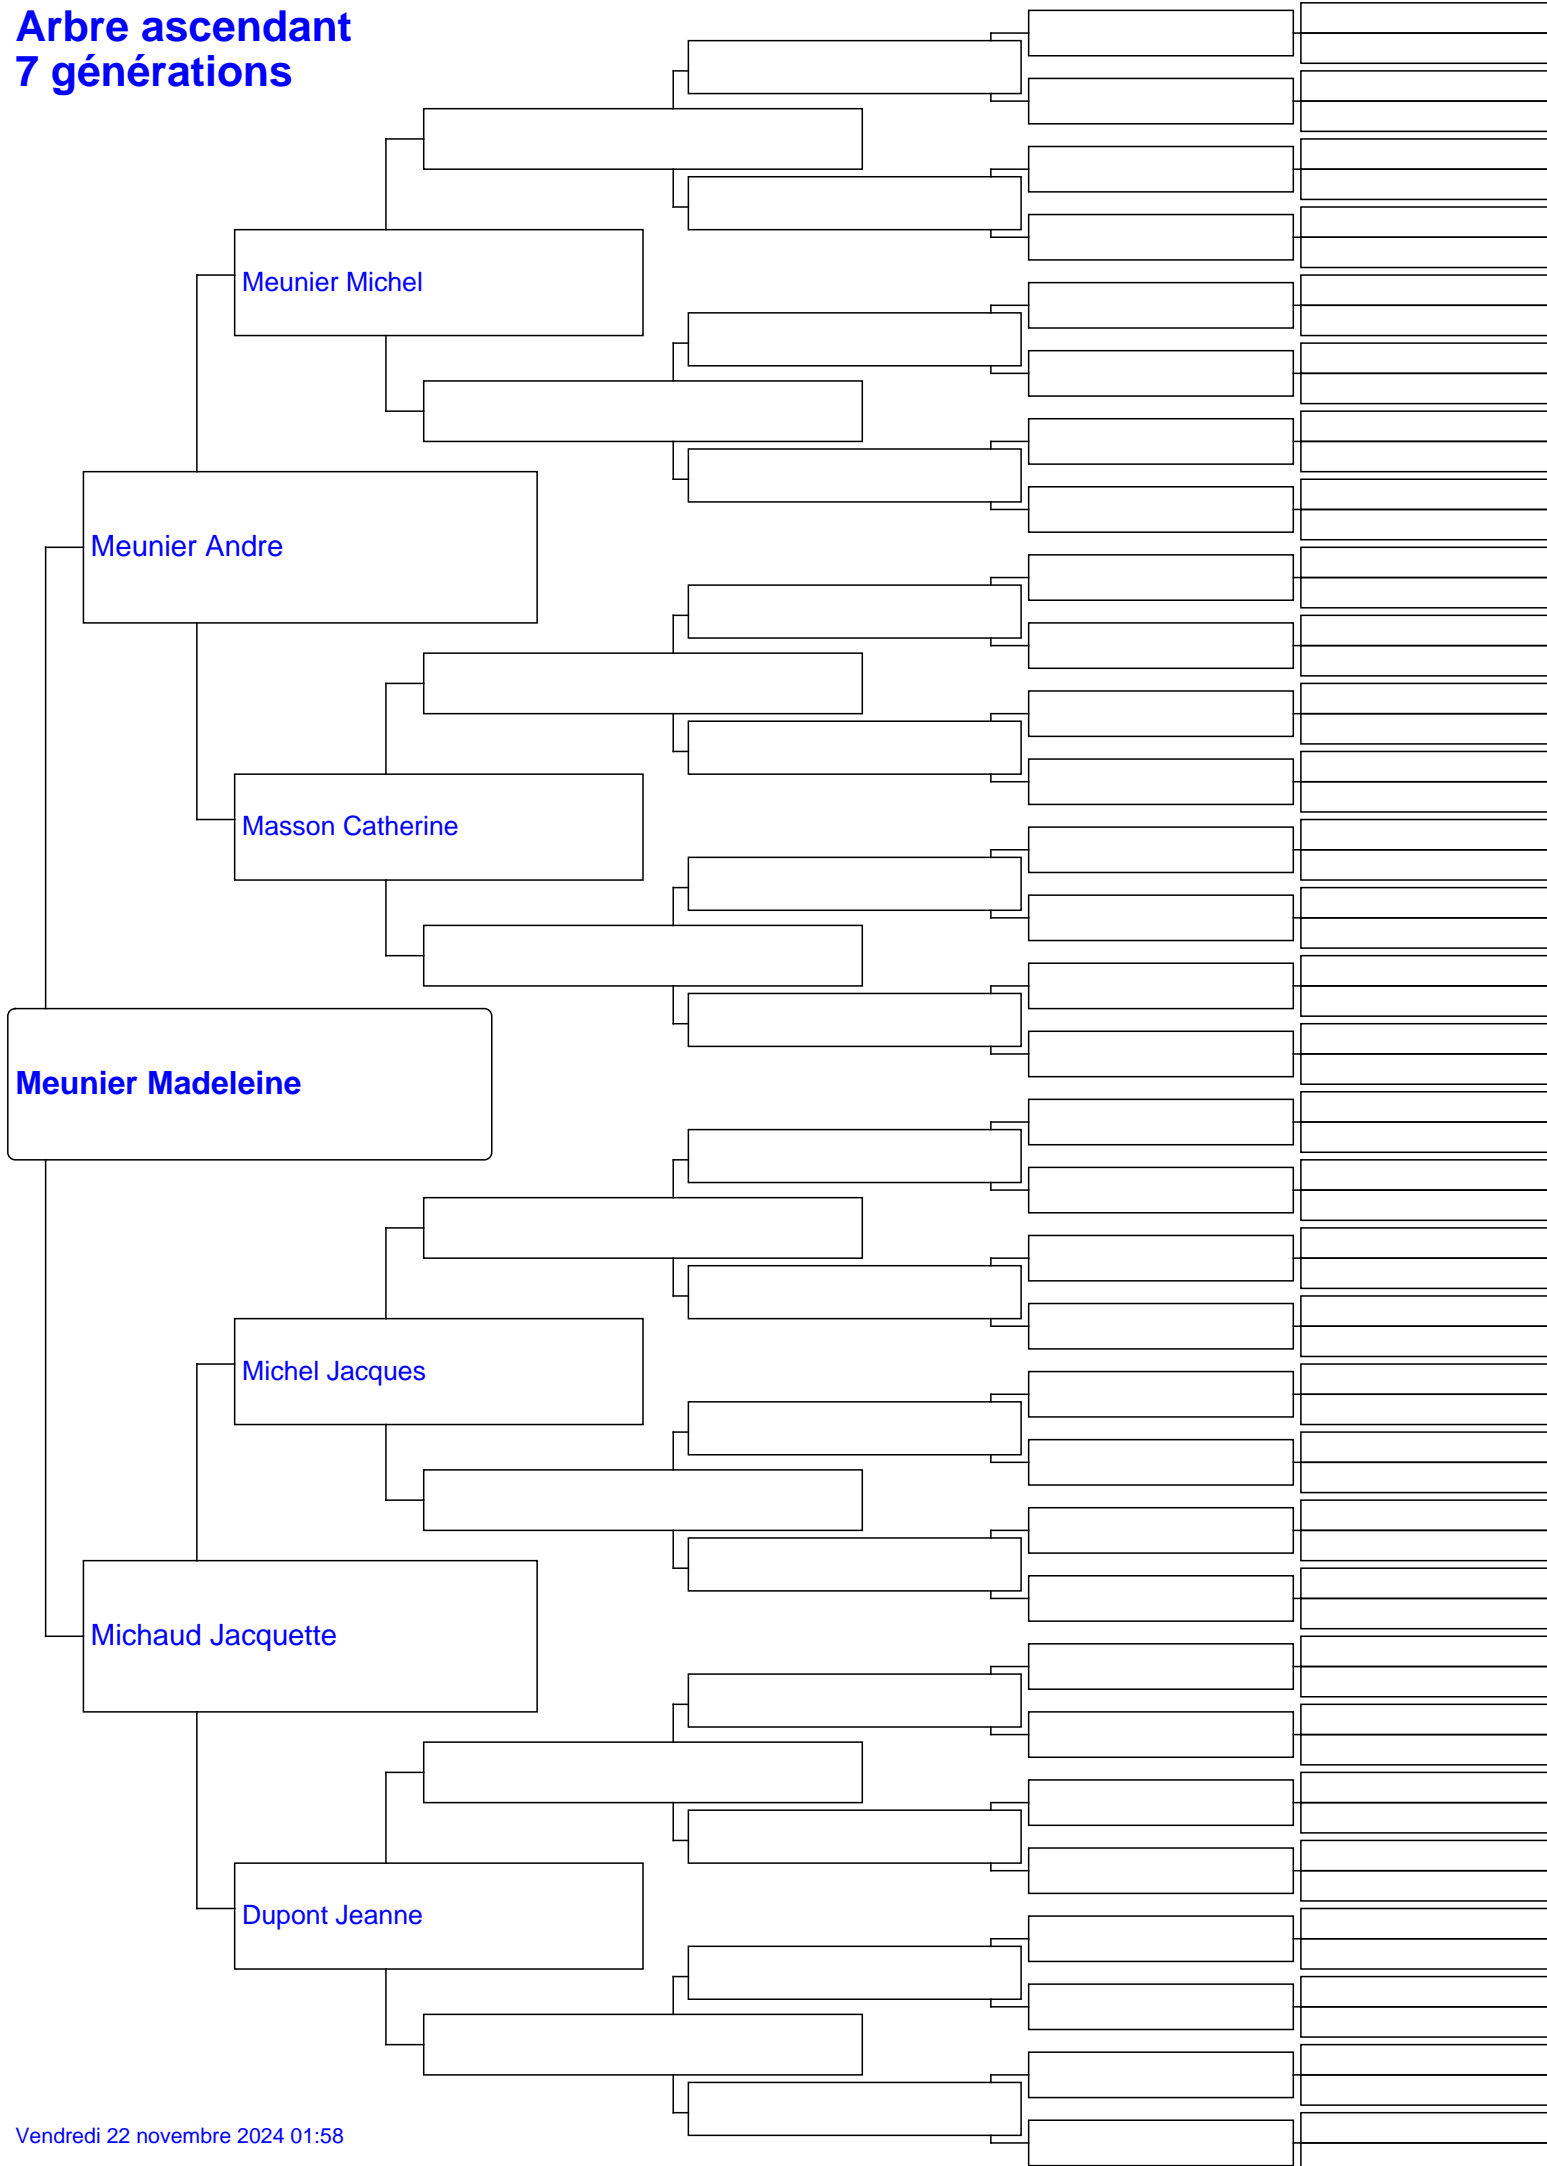 Arbre ascendant
7 générations
Meunier Michel
Meunier Andre
Masson Catherine
Meunier Madeleine
Michel Jacques
Michaud Jacquette
Dupont Jeanne
Vendredi 22 novembre 2024 01:58